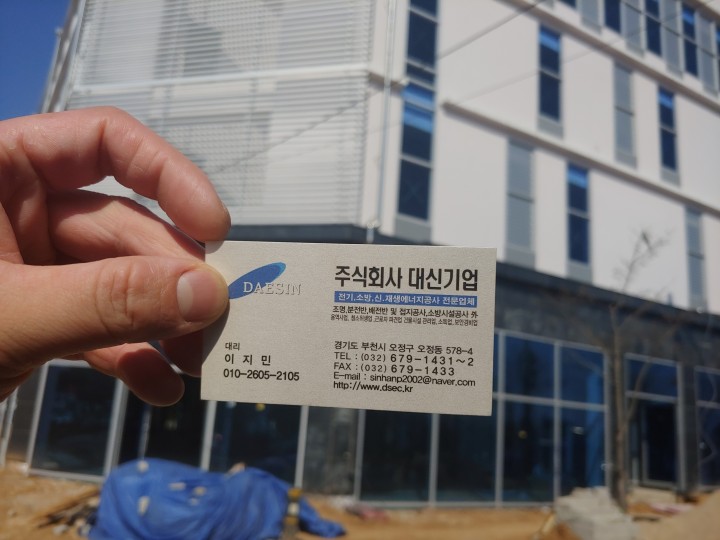 DAESIN
주식회사 대신기업
전기.소방.신.재생에너지공사 전문업체
조명,분전반,배전반 및 접지공사,소방시설공사 外
대리
이 지 민
010-2605-2105
경기도 부천시 오정구 오정동 578-4
TEL : (032) 679-1431~2
FAX : (032) 679-1433
E-mail : sinhanp2002@naver.com
http://www.dsec.kr